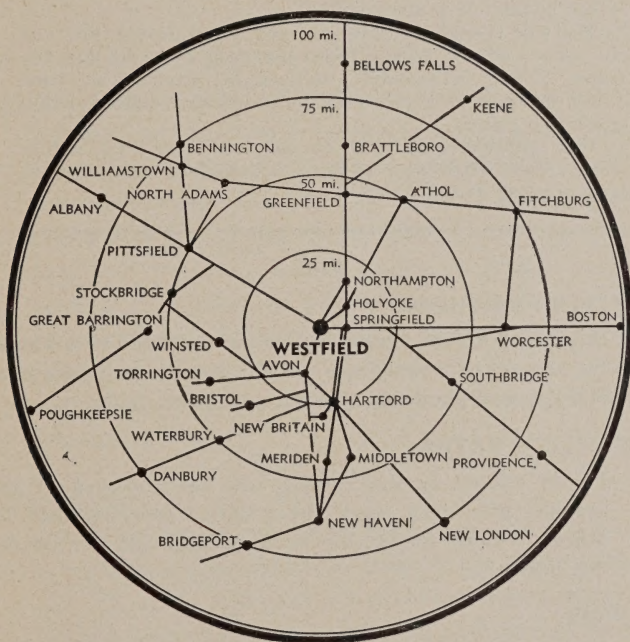 100 mi.
BELLOWS FALLS
75 mi.
KEENE
BENNINGTON
BRATTLEBORO
WILLIAMSTOWN
NORTH ADAMS
50 mi.
ATHOL
ALBANY
GREENFIELD
FITCHBURG
PITTSFIELD
25 mi.
NORTHAMPTON
STOCKBRIDGE
HOLYOKE
GREAT BARRINGTON
SPRINGFIELD
BOSTON
WINSTED
WESTFIELD
WORCESTER
AVON
TORRINGTON
SOUTHBRIDGE
BRISTOL
HARTFORD
POUGHKEEPSIE
NEW BRITAIN
WATERBURY
MERIDEN
MIDDLETOWN
PROVIDENCE
DANBURY
NEW HAVEN
NEW LONDON
BRIDGEPORT